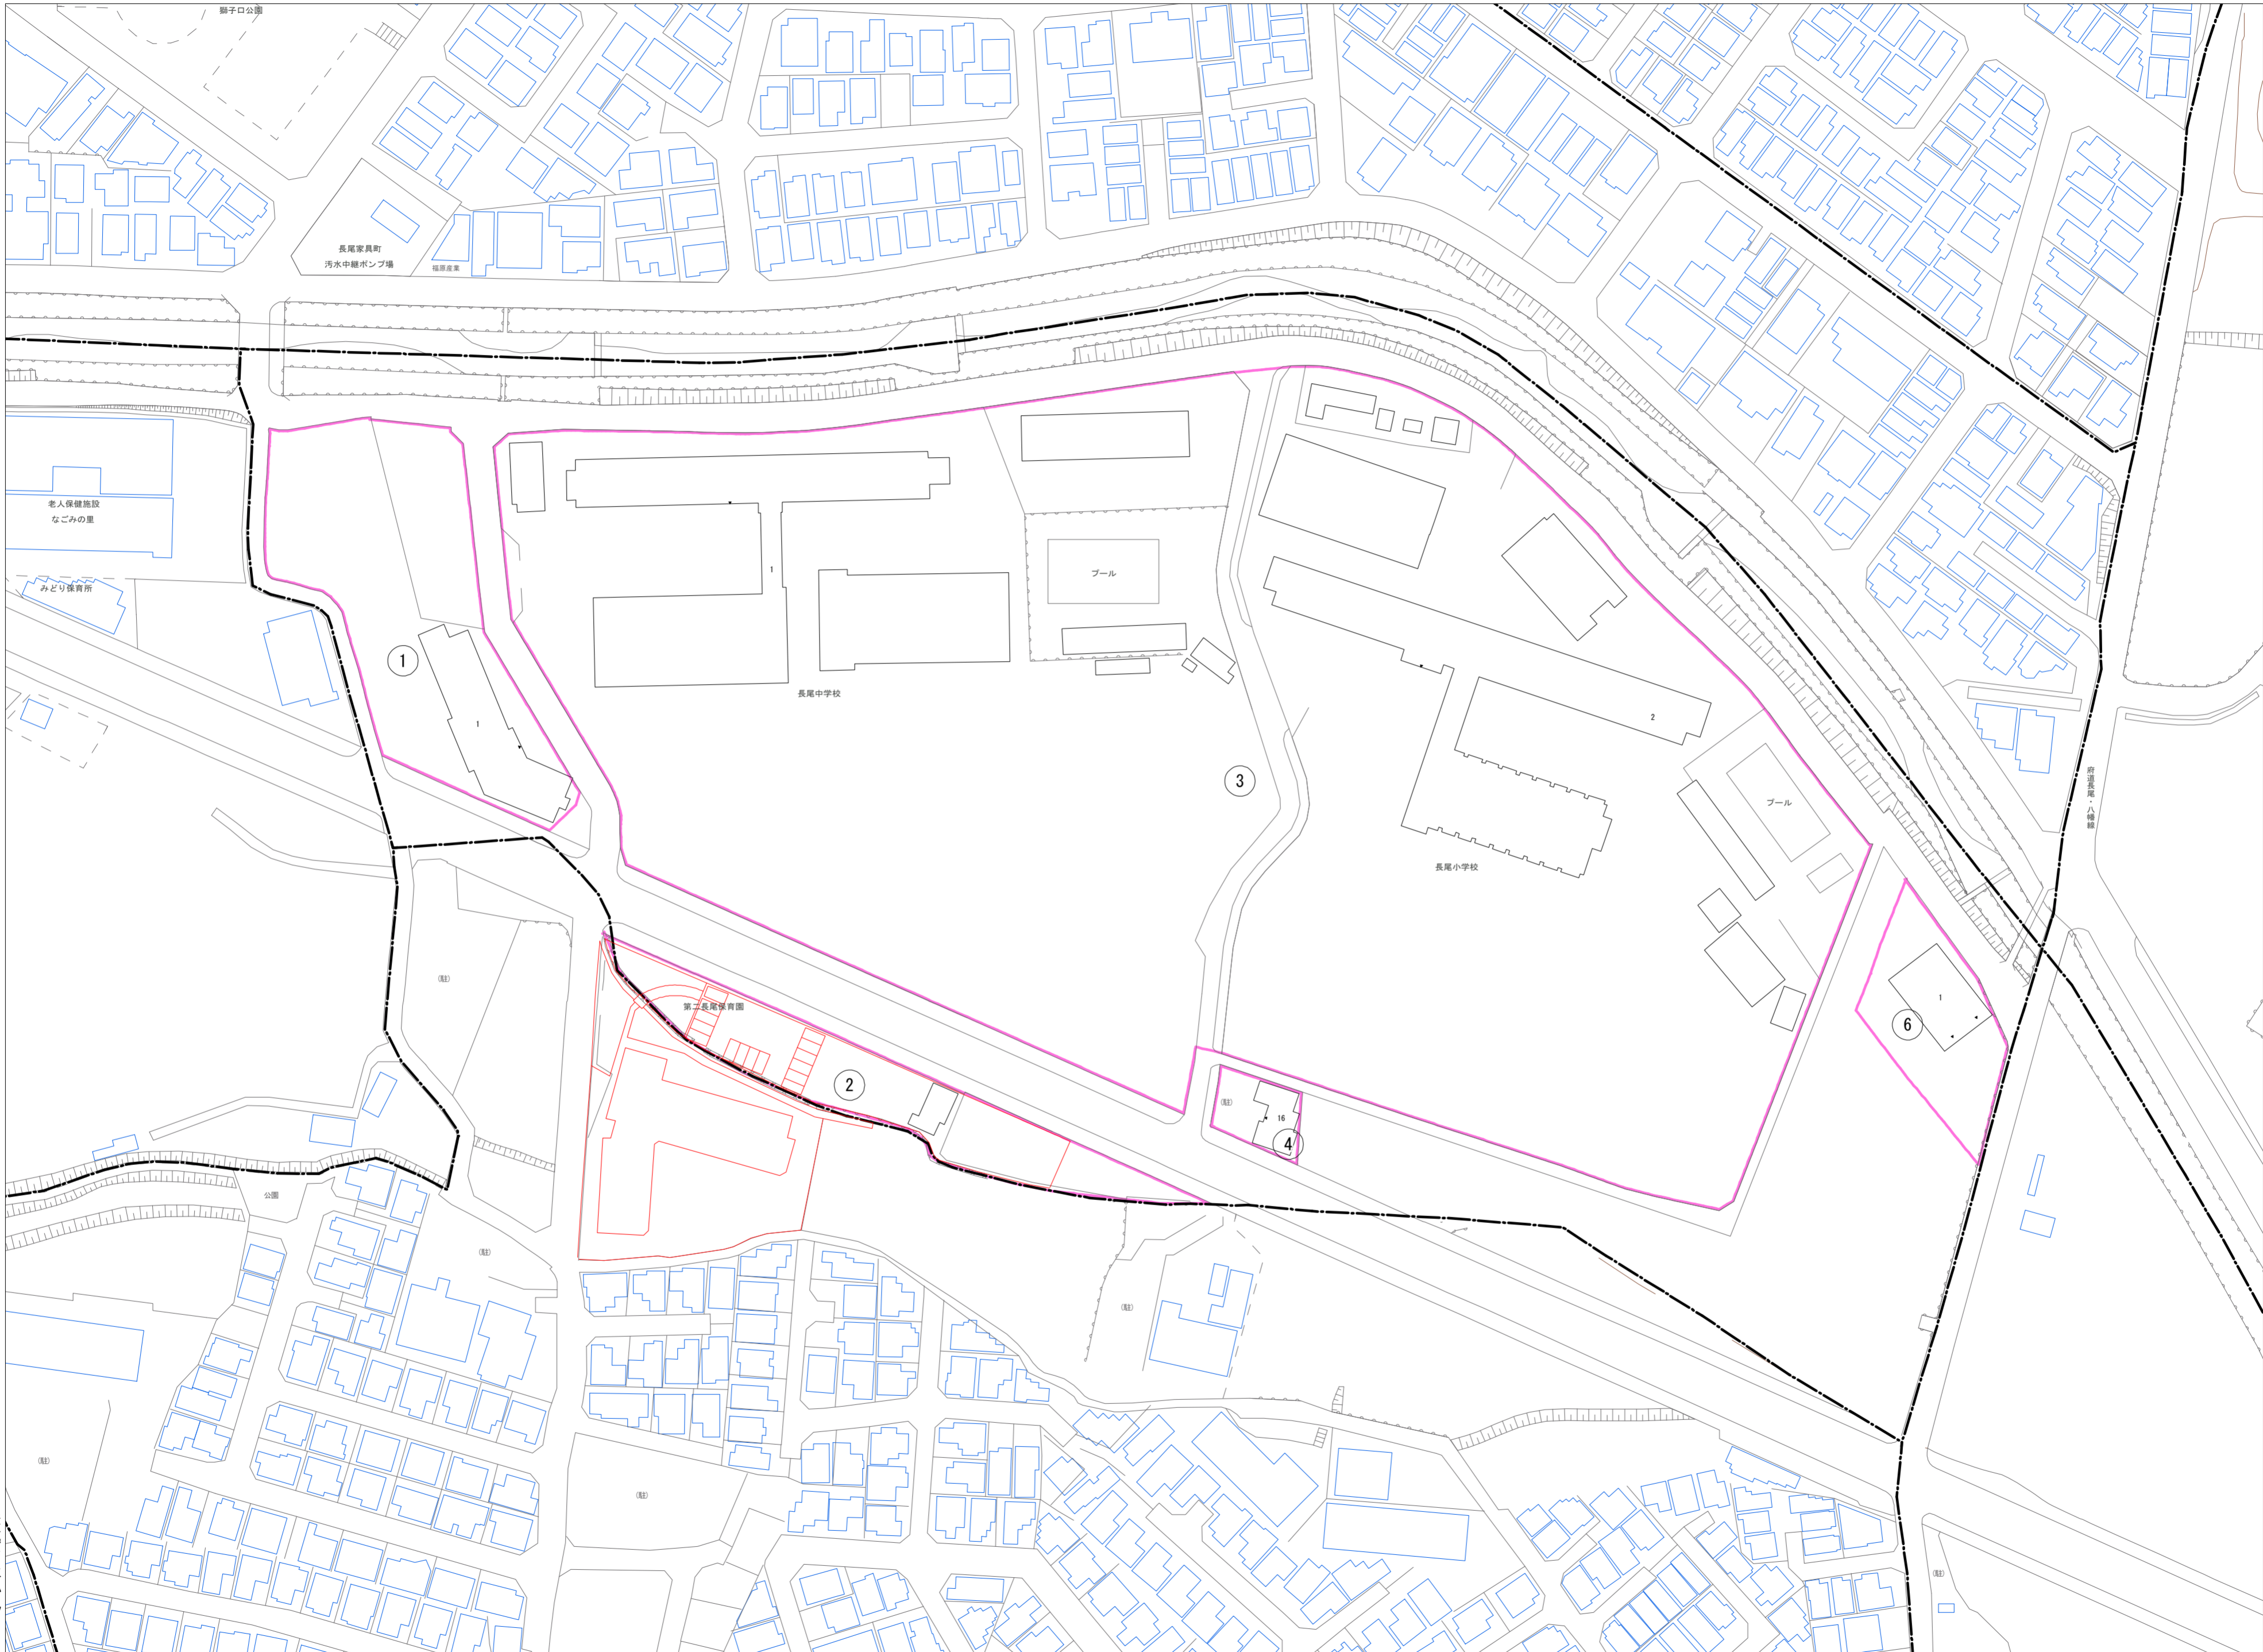 獅子口公園
長尾家具町
汚水中継ポンプ場
福原産業
老人保健施設
なごみの里
みどり保育所
プール
1
①
1
長尾中学校
2
③
プール
府道長尾・八幡線
長尾小学校
(駐)
第二長尾保育園
1
⑥
②
(駐)
16
④
公園
(駐)
(駐)
(駐)
(駐)
(駐)